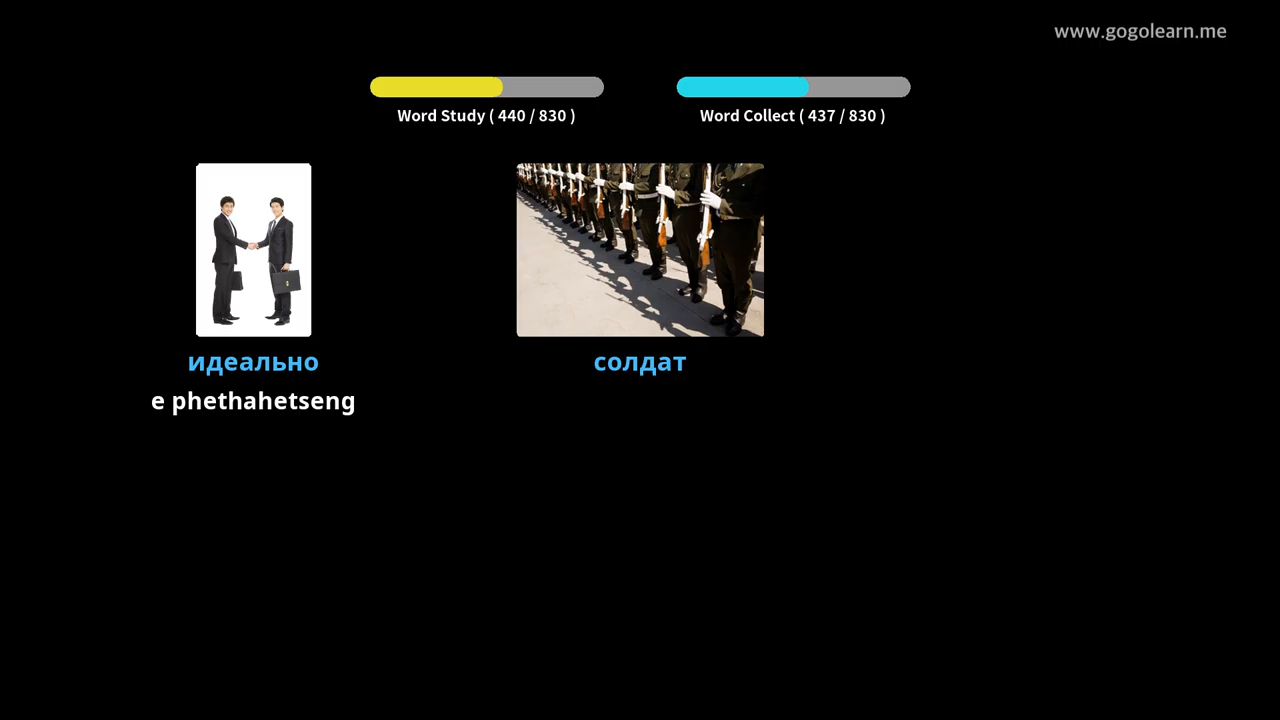 www.gogolearn.me
Word Study ( 440 / 830 )
Word Collect ( 437 / 830 )
идеально
солдат
e phethahetseng